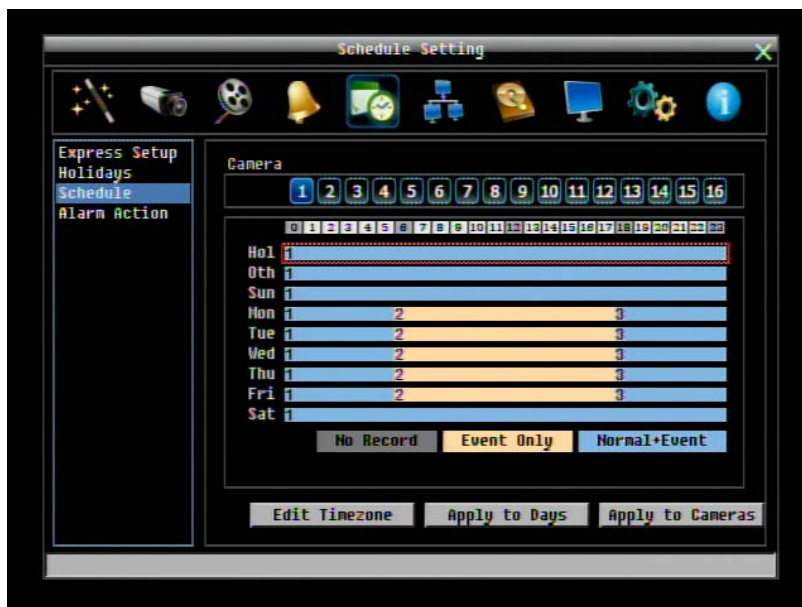 Schedule Setting X
Express Setup
Holidays
Schedule
Alarm Action
Camera
1 2 3 4 5 6 7 8 9 10 11 12 13 14 15 16
0 1 2 3 4 5 6 7 8 9 10 11 12 13 14 15 16 17 18 19 20 21 22 23
Hol 1
Oth 1
Sun 1
Mon 1 2 3
Tue 1 2 3
Wed 1 2 3
Thu 1 2 3
Fri 1 2 3
Sat 1
No Record Event Only Normal+Event
Edit Timezone Apply to Days Apply to Cameras